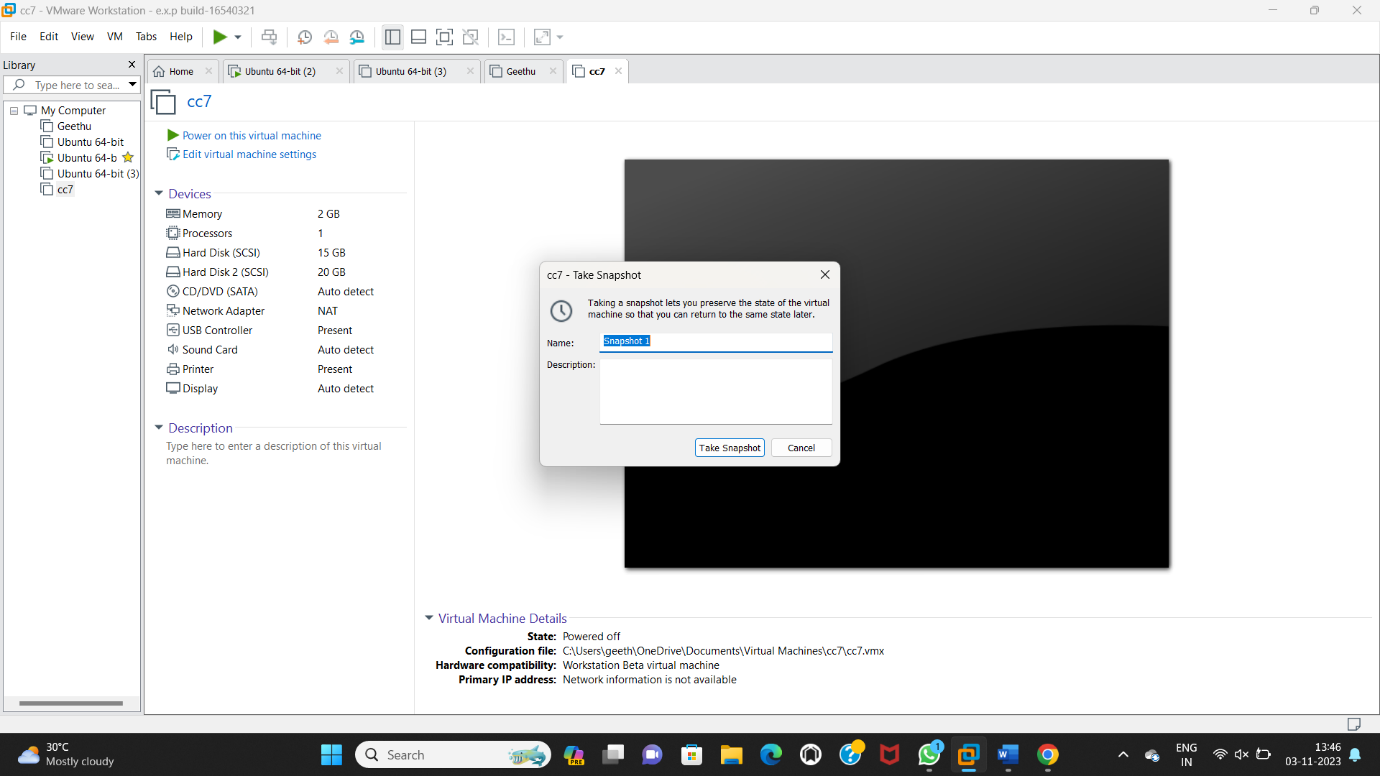 cc7 - VMware Workstation - e.x.p build-16540321
File Edit View VM Tabs Help
Library
Type here to sea...
My Computer
Geethu
Ubuntu 64-bit
Ubuntu 64-b
Ubuntu 64-bit (3)
cc7
Home
Ubuntu 64-bit (2)
Ubuntu 64-bit (3)
Geethu
cc7
cc7
Power on this virtual machine
Edit virtual machine settings
Devices
Memory 2 GB
Processors 1
Hard Disk (SCSI) 15 GB
Hard Disk 2 (SCSI) 20 GB
CD/DVD (SATA) Auto detect
Network Adapter NAT
USB Controller Present
Sound Card Auto detect
Printer Present
Display Auto detect
Description
Type here to enter a description of this virtual
machine.
cc7 - Take Snapshot
Taking a snapshot lets you preserve the state of the virtual
machine so that you can return to the same state later.
Name: Snapshot 1
Description:
Take Snapshot Cancel
Virtual Machine Details
State: Powered off
Configuration file: C:\Users\geeth\OneDrive\Documents\Virtual Machines\cc7\cc7.vmx
Hardware compatibility: Workstation Beta virtual machine
Primary IP address: Network information is not available
30°C
Mostly cloudy
Search
PRE
1
ENG
IN
13:46
03-11-2023